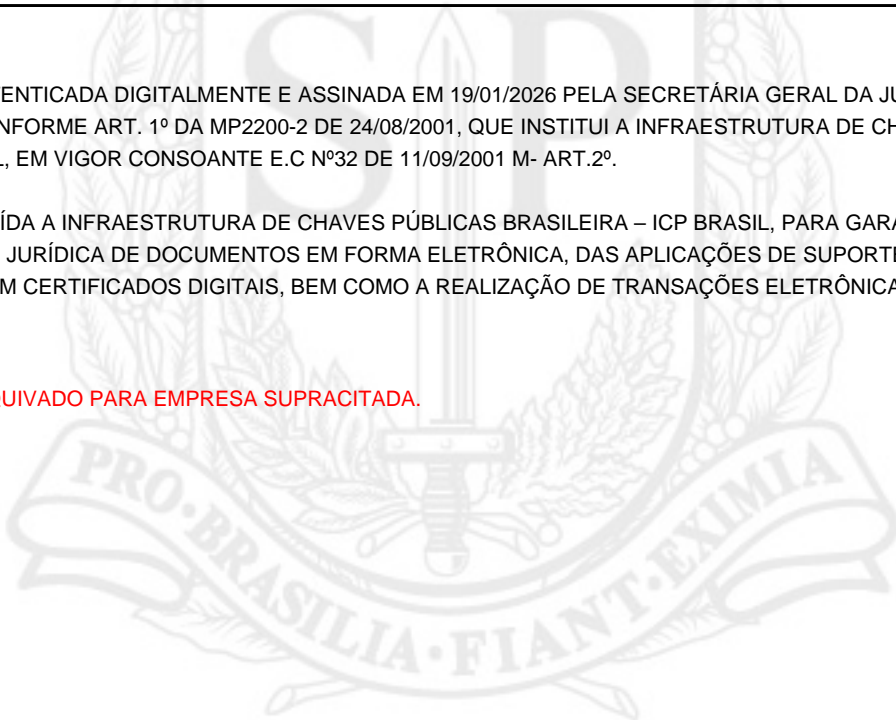 ENTICADA DIGITALMENTE E ASSINADA EM 19/01/2026 PELA SECRETÁRIA GERAL DA JU
NFORME ART. 1º DA MP2200-2 DE 24/08/2001, QUE INSTITUI A INFRAESTRUTURA DE CH
L, EM VIGOR CONSOANTE E.C Nº32 DE 11/09/2001 M- ART.2º.
ÍDA A INFRAESTRUTURA DE CHAVES PÚBLICAS BRASILEIRA – ICP BRASIL, PARA GARA
JURÍDICA DE DOCUMENTOS EM FORMA ELETRÔNICA, DAS APLICAÇÕES DE SUPORTE
M CERTIFICADOS DIGITAIS, BEM COMO A REALIZAÇÃO DE TRANSAÇÕES ELETRÔNICA
UIVADO PARA EMPRESA SUPRACITADA.
SP
PRO·BRASILIA·FIANT·EXIMIA